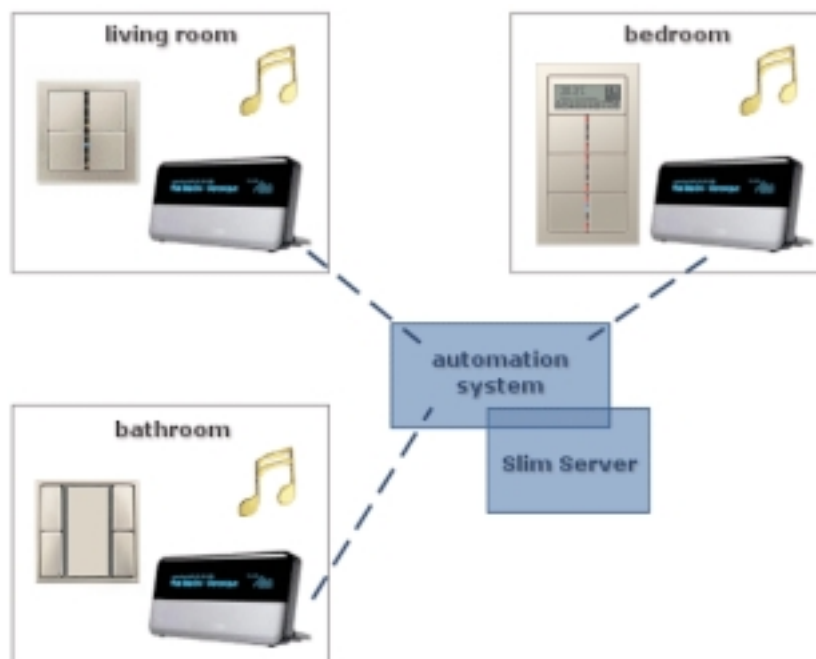 living room
bedroom
automation
system
bathroom
Slim Server